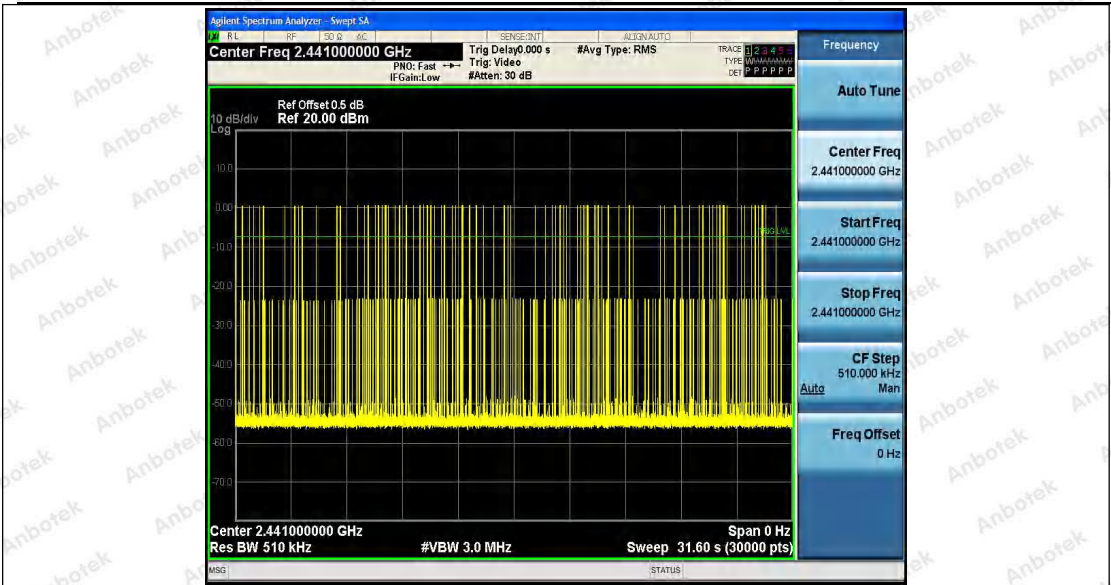 Agilent Spectrum Analyzer - Swept SA
RL RF 50 Ω AC SENSE:INT ALIGNAUTO
Center Freq 2.441000000 GHz
PNO: Fast
IFGain:Low
Trig Delay0.000 s
Trig: Video
#Atten: 30 dB
#Avg Type: RMS
TRACE 1 2 3 4 5 6
TYPE
DET P P P P P P
Ref Offset 0.5 dB
10 dB/div Ref 20.00 dBm
Log
10.0
0.00
TRIG LVL
-10.0
-20.0
-30.0
-40.0
-50.0
-60.0
-70.0
Center 2.441000000 GHz Span 0 Hz
Res BW 510 kHz #VBW 3.0 MHz Sweep 31.60 s (30000 pts)
MSG STATUS
Frequency
Auto Tune
Center Freq
2.441000000 GHz
Start Freq
2.441000000 GHz
Stop Freq
2.441000000 GHz
CF Step
510.000 kHz
Auto Man
Freq Offset
0 Hz
Anbotek